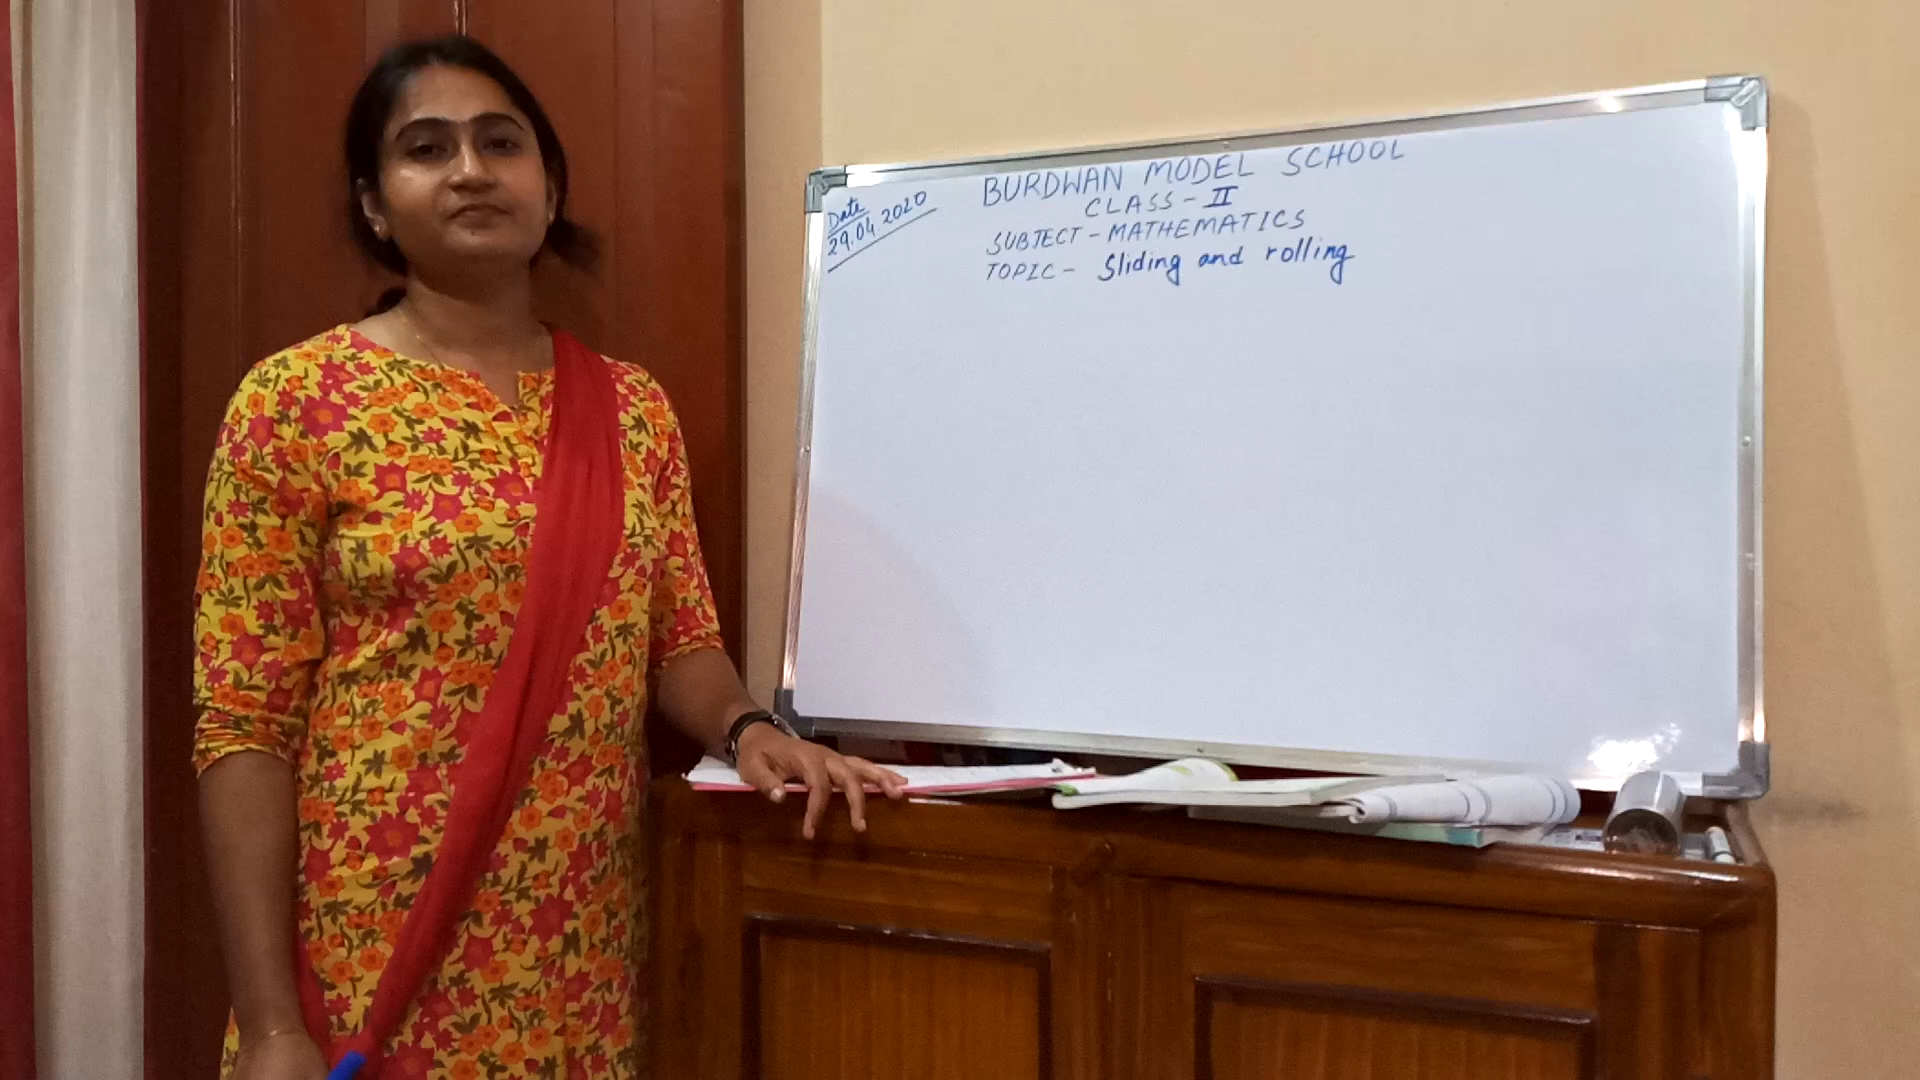 Date
29.04.2020
BURDWAN MODEL SCHOOL
CLASS - II
SUBJECT - MATHEMATICS
TOPIC - Sliding and rolling